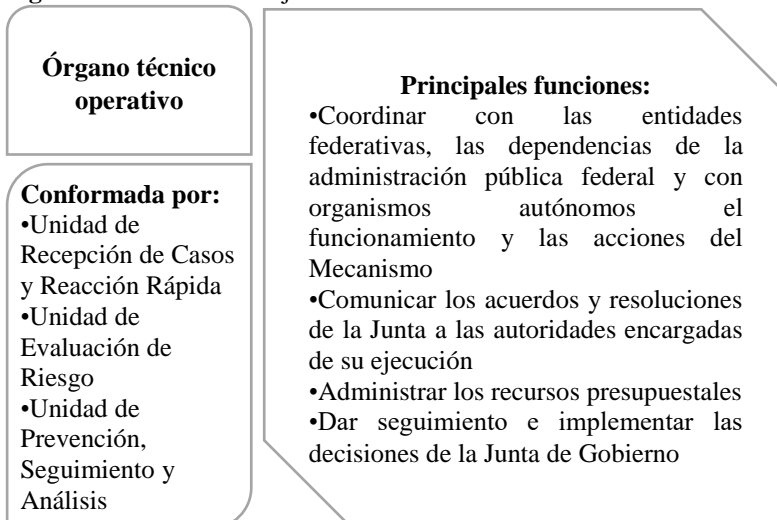 Órgano técnico
operativo
Conformada por:
•Unidad de
Recepción de Casos
y Reacción Rápida
•Unidad de
Evaluación de
Riesgo
•Unidad de
Prevención,
Seguimiento y
Análisis
Principales funciones:
•Coordinar con las entidades
federativas, las dependencias de la
administración pública federal y con
organismos autónomos el
funcionamiento y las acciones del
Mecanismo
•Comunicar los acuerdos y resoluciones
de la Junta a las autoridades encargadas
de su ejecución
•Administrar los recursos presupuestales
•Dar seguimiento e implementar las
decisiones de la Junta de Gobierno